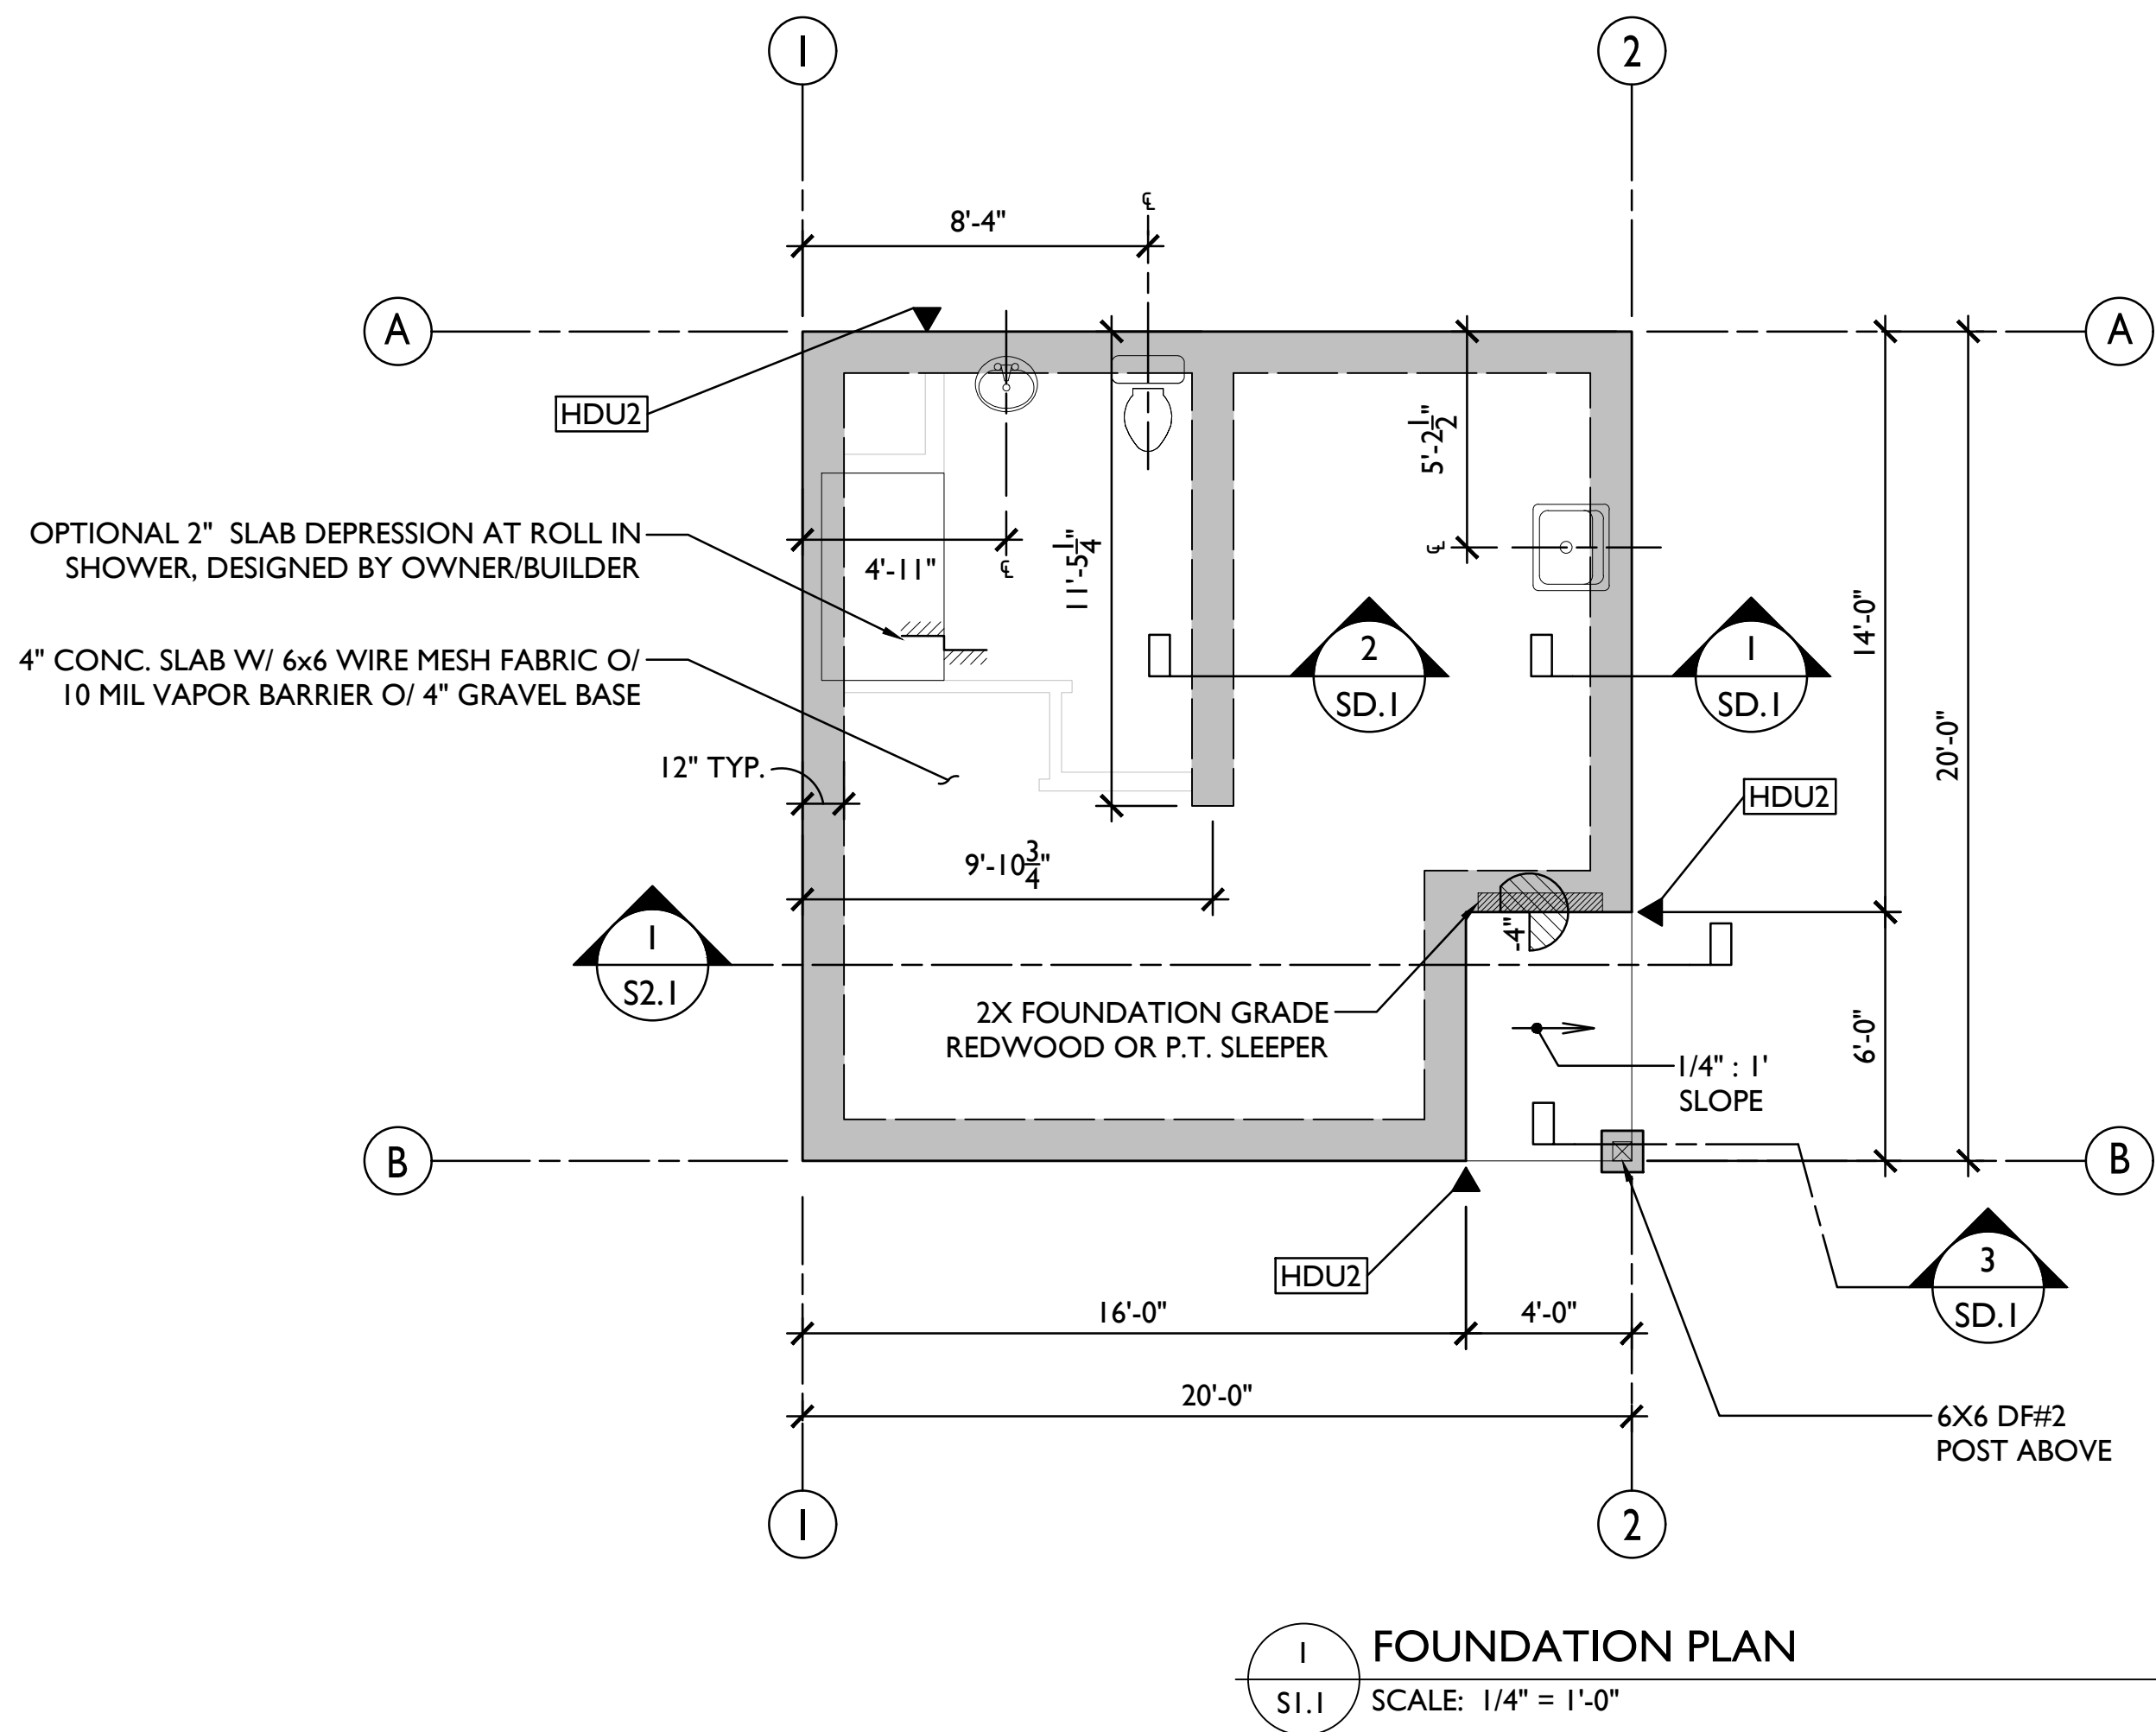 1
2
8'-4"
℄
A
A
HDU2
5'-2 1/2"
OPTIONAL 2" SLAB DEPRESSION AT ROLL IN
SHOWER, DESIGNED BY OWNER/BUILDER
4'-11"
℄
11'-5 1/4"
℄
14'-0"
20'-0"
4" CONC. SLAB W/ 6x6 WIRE MESH FABRIC O/
10 MIL VAPOR BARRIER O/ 4" GRAVEL BASE
2
SD.1
1
SD.1
12" TYP.
HDU2
9'-10 3/4"
-4"
1
S2.1
2X FOUNDATION GRADE
REDWOOD OR P.T. SLEEPER
6'-0"
1/4" : 1'
SLOPE
B
B
HDU2
3
SD.1
16'-0"
4'-0"
20'-0"
6X6 DF#2
POST ABOVE
1
2
1
S1.1
FOUNDATION PLAN
SCALE: 1/4" = 1'-0"